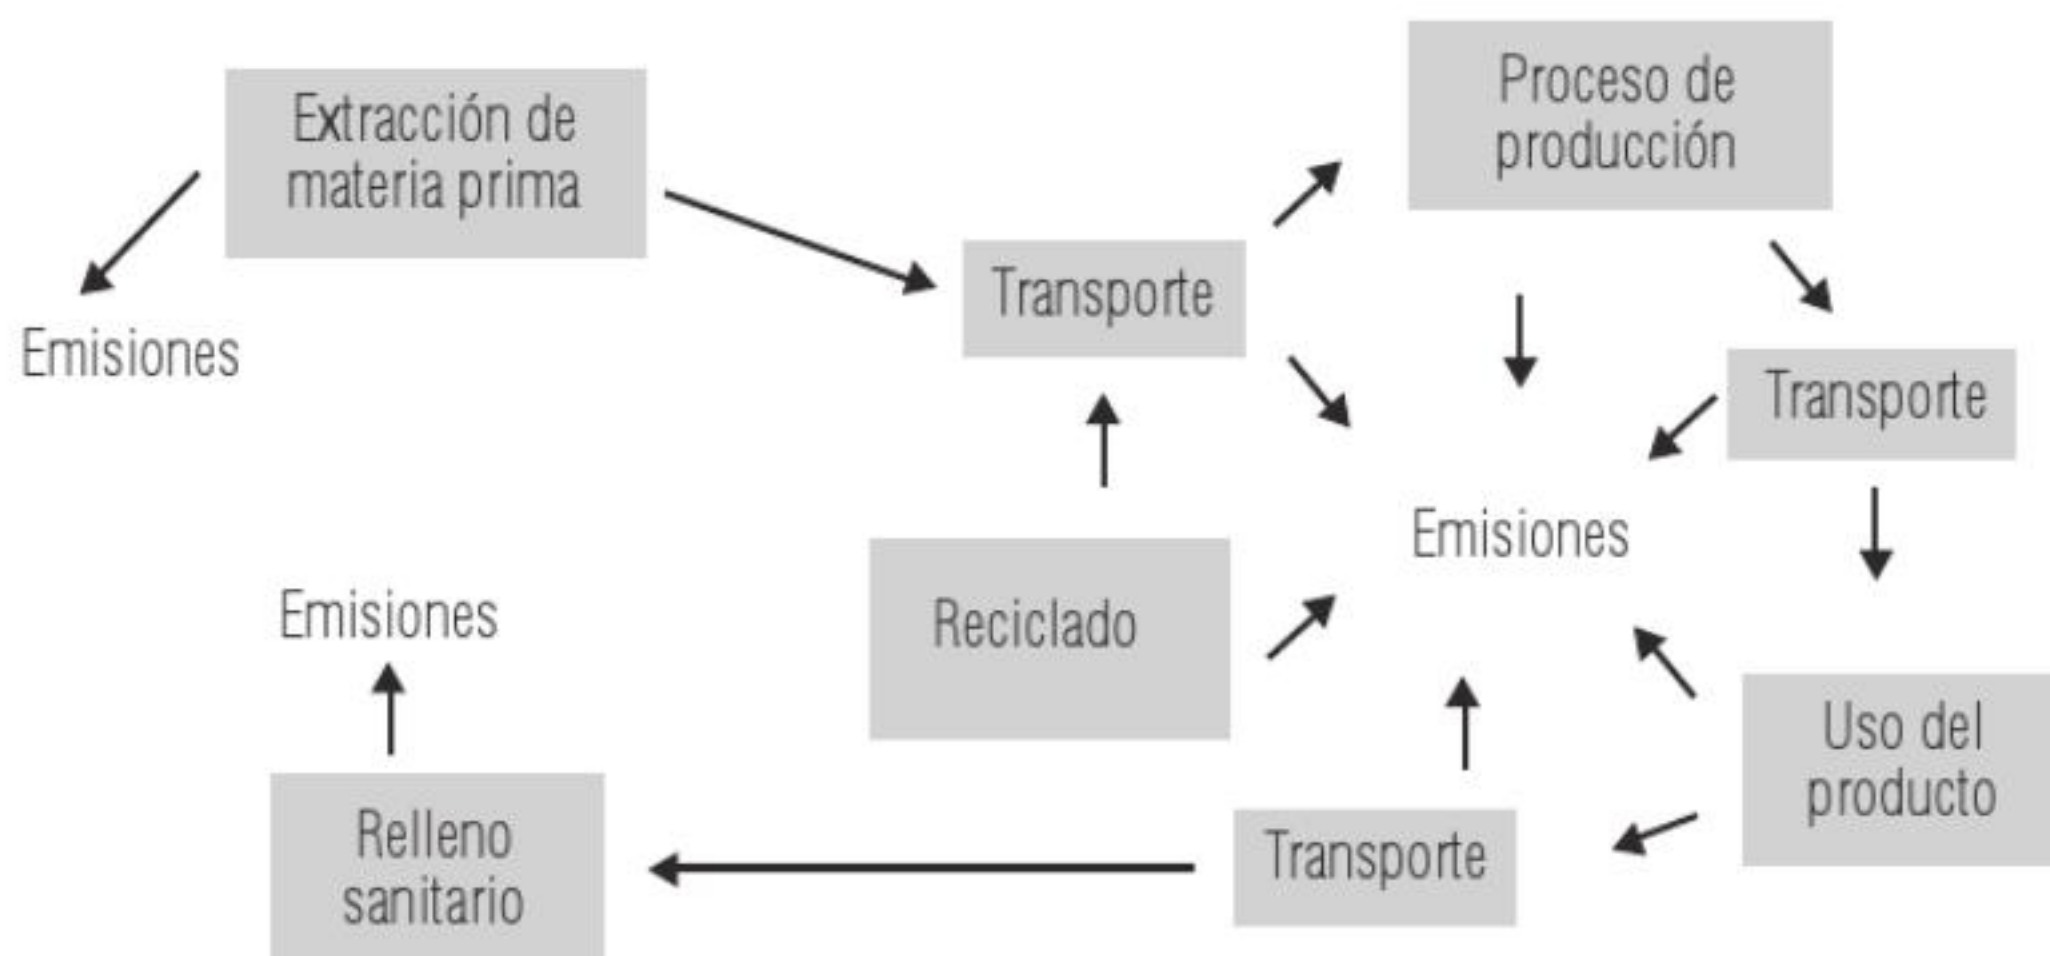 Extracción de
materia prima
Proceso de
producción
Transporte
Emisiones
Transporte
Emisiones
Emisiones
Reciclado
Uso del
producto
Relleno
sanitario
Transporte